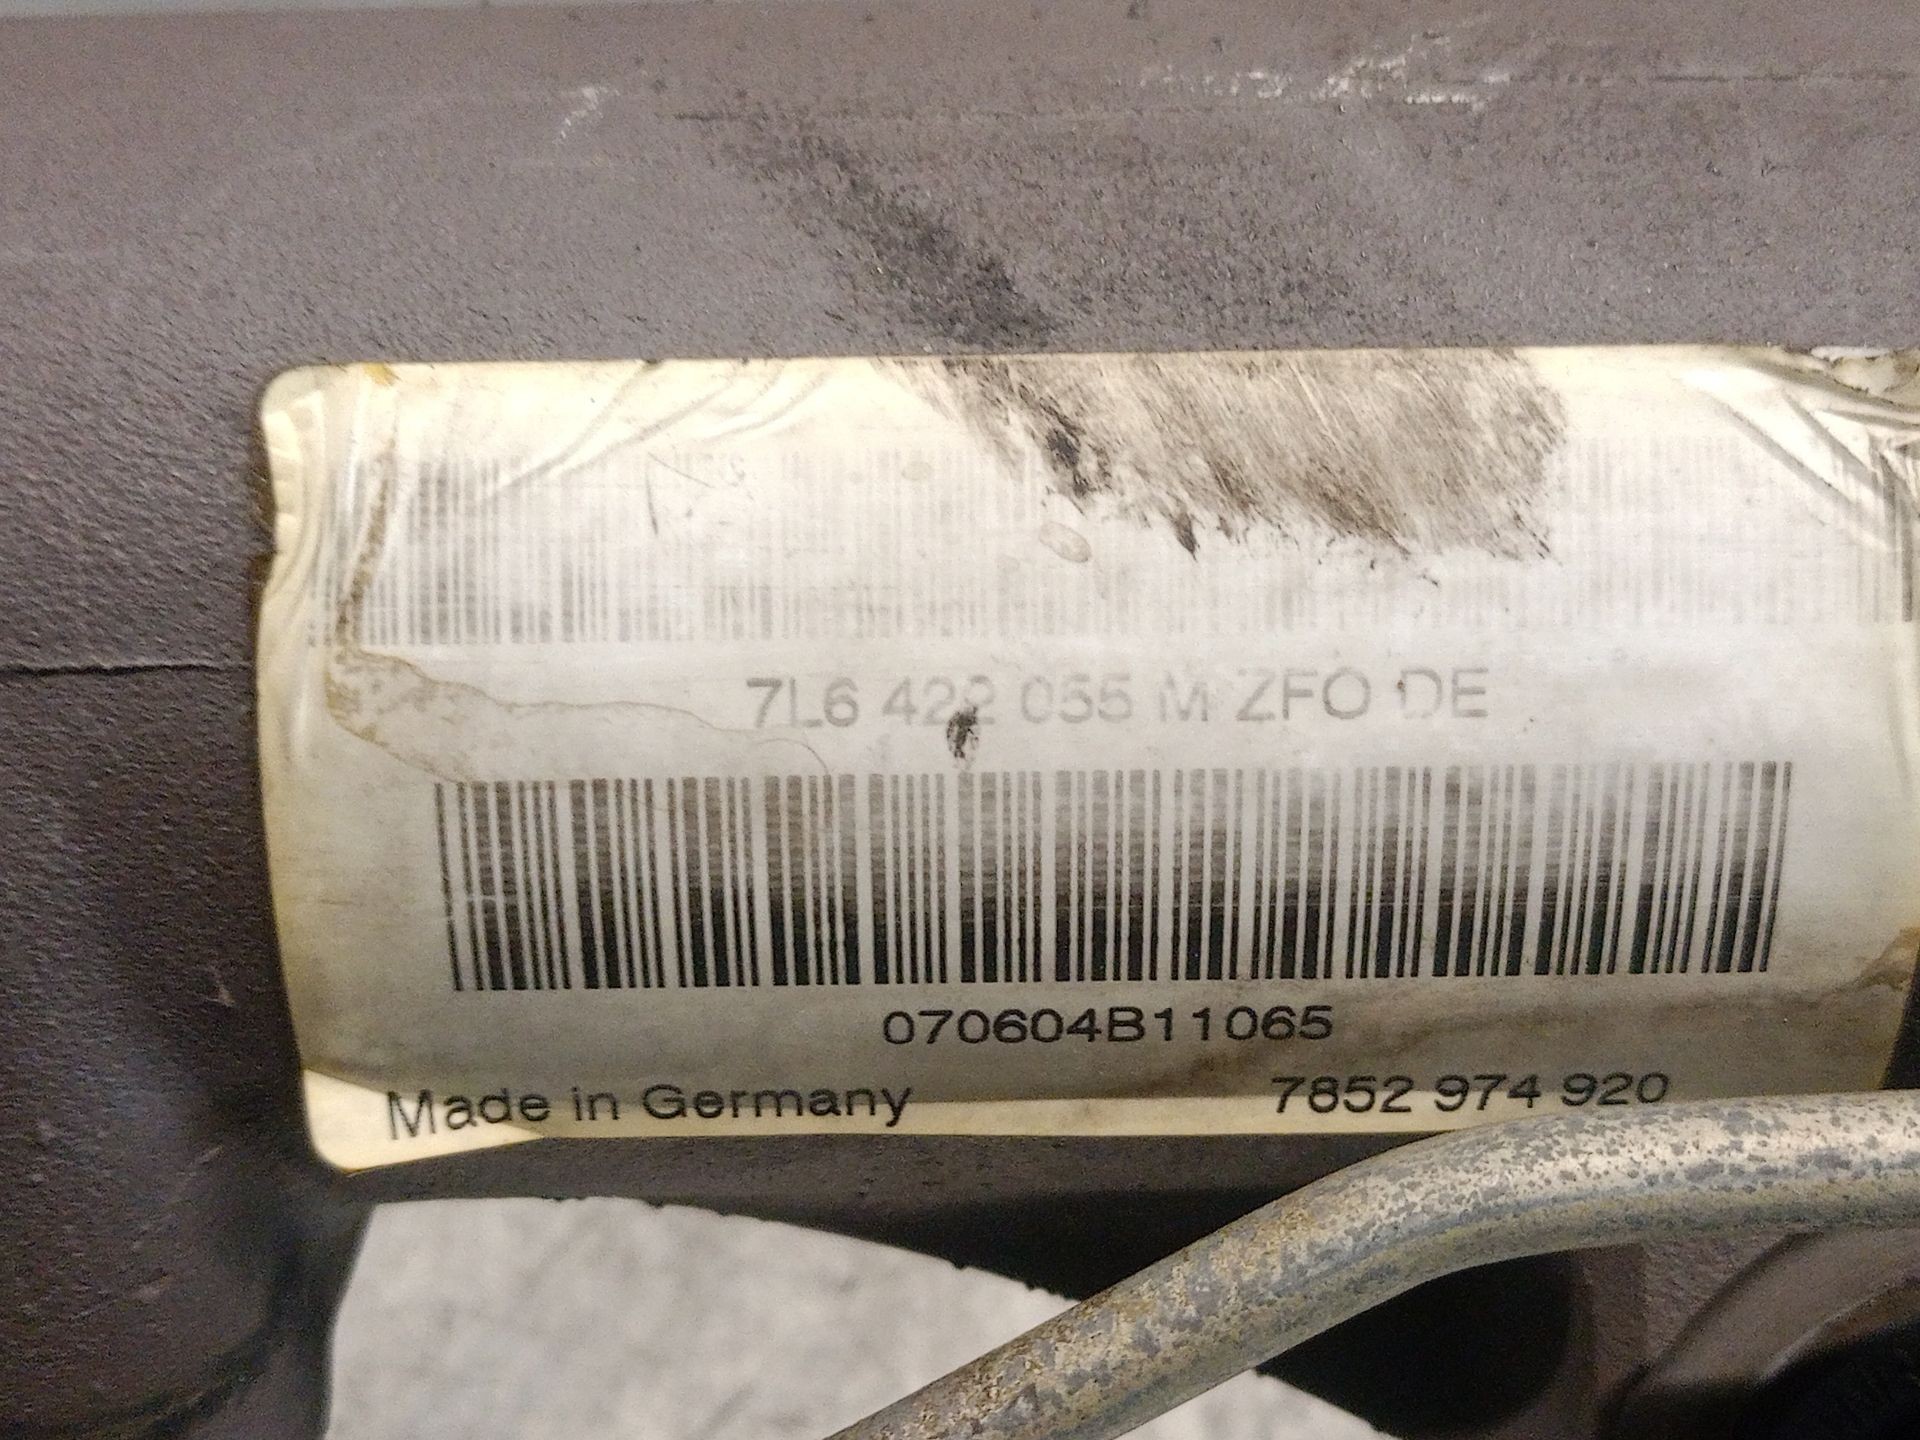 7L6 422 055 M ZFO DE
070604B11065
Made in Germany 7852 974 920